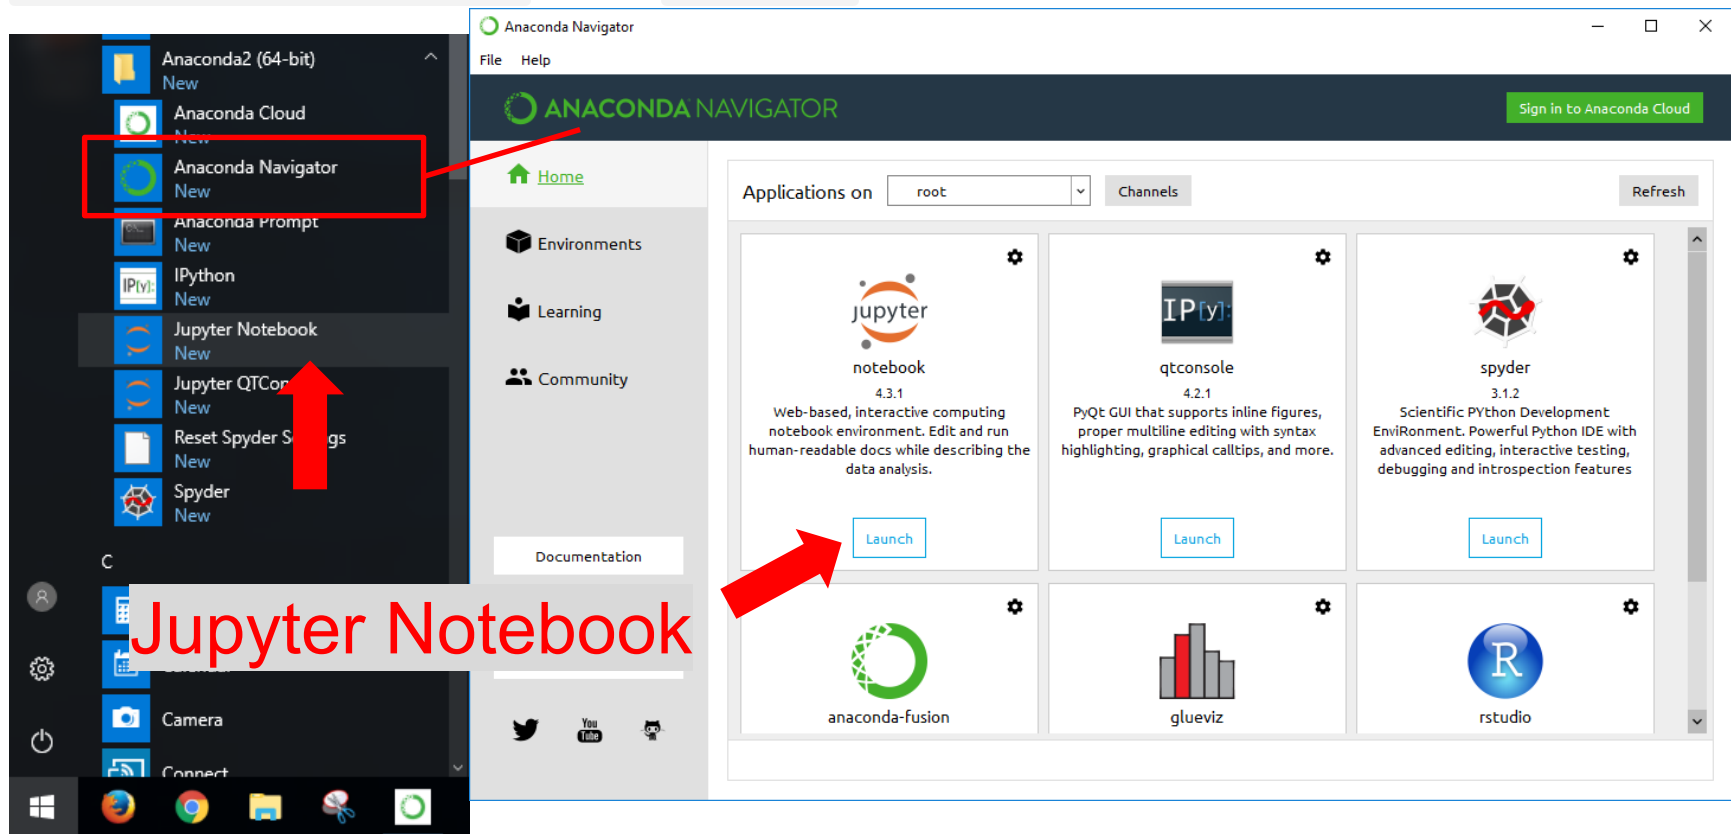 Anaconda2 (64-bit)
New
Anaconda Cloud
New
Anaconda Navigator
New
Anaconda Prompt
New
IPython
New
Jupyter Notebook
New
Jupyter QTCon
New
Reset Spyder S gs
New
Spyder
New
C
Calendar
Camera
Connect
Jupyter Notebook
Anaconda Navigator
File Help
ANACONDA NAVIGATOR
Sign in to Anaconda Cloud
Home
Environments
Learning
Community
Documentation
You
Tube
Applications on root Channels Refresh
jupyter
notebook
4.3.1
Web-based, interactive computing
notebook environment. Edit and run
human-readable docs while describing the
data analysis.
Launch
IP[y]:
qtconsole
4.2.1
PyQt GUI that supports inline figures,
proper multiline editing with syntax
highlighting, graphical calltips, and more.
Launch
spyder
3.1.2
Scientific PYthon Development
EnviRonment. Powerful Python IDE with
advanced editing, interactive testing,
debugging and introspection features
Launch
anaconda-fusion
glueviz
R
rstudio
IP[y]: